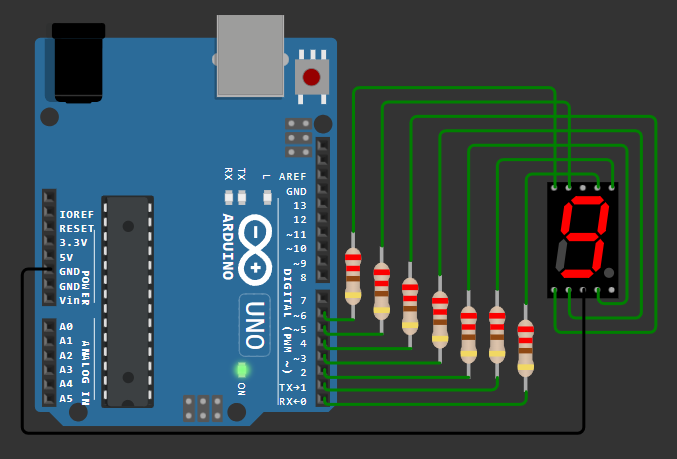 RX TX L
AREF
GND
13
12
~11
~10
~9
8
7
~6
~5
4
~3
2
TX→1
RX←0
DIGITAL (PWM ~)
ARDUINO
UNO
ON
IOREF
RESET
3.3V
5V
GND
GND
Vin
POWER
A0
A1
A2
A3
A4
A5
ANALOG IN
9